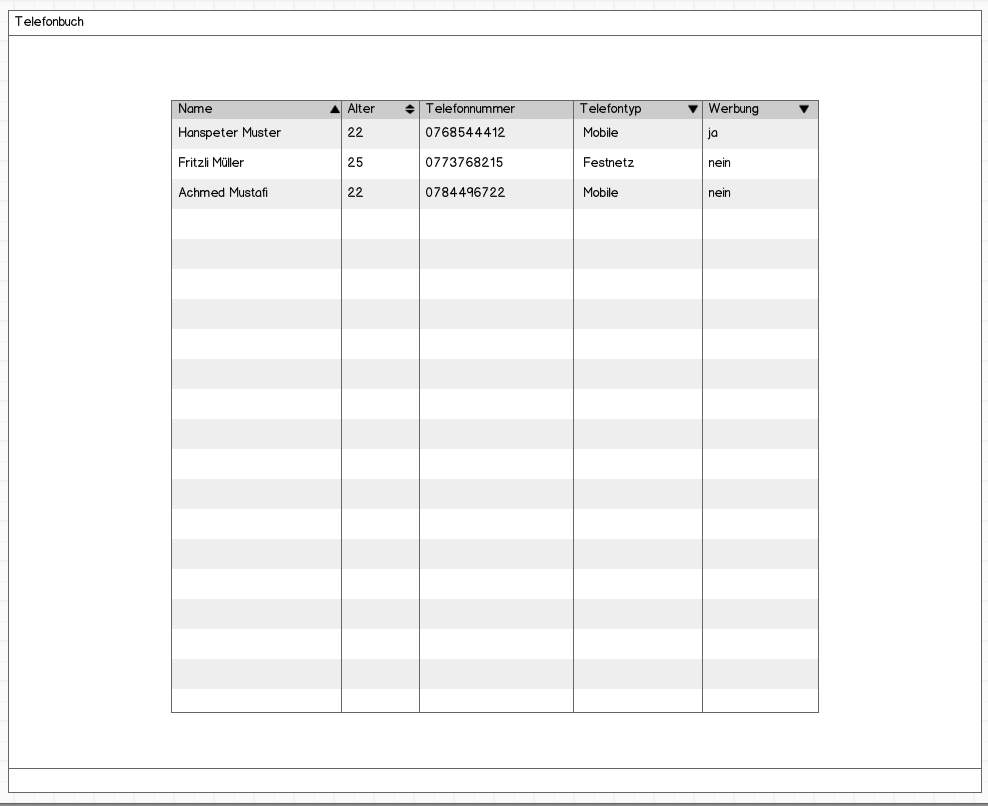 Telefonbuch
Name Alter Telefonnummer Telefontyp Werbung
Hanspeter Muster 22 0768544412 Mobile ja
Fritzli Müller 25 0773768215 Festnetz nein
Achmed Mustafi 22 0784496722 Mobile nein